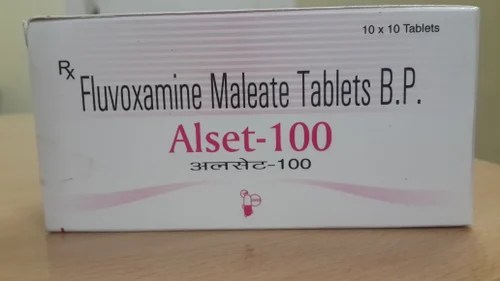 10 x 10 Tablets
Rx Fluvoxamine Maleate Tablets B.P.
Alset-100
अलसेट-100